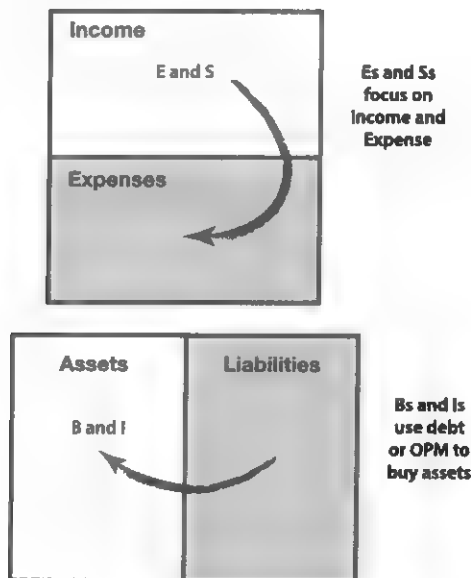 Income
E and S
Es and Ss
focus on
Income and
Expense
Expenses
Assets
Liabilities
B and I
Bs and Is
use debt
or OPM to
buy assets